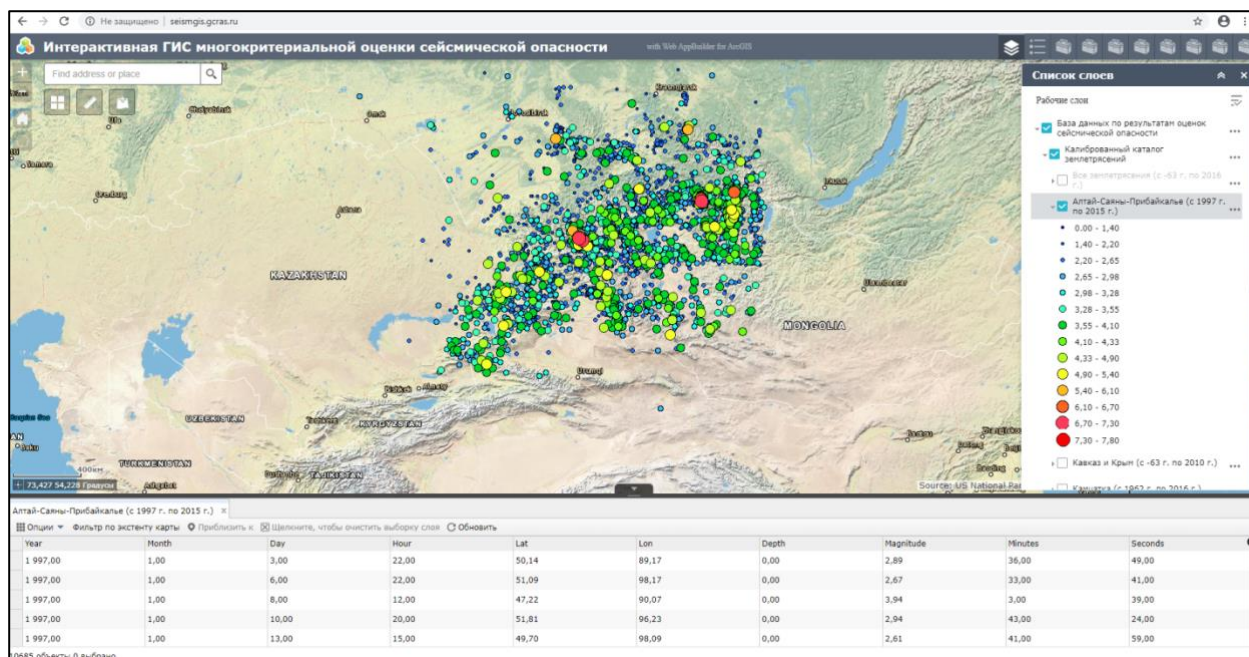 Не защищено | seismgis.gcras.ru
Интерактивная ГИС многокритериальной оценки сейсмической опасности
with Web AppBuilder for ArcGIS
Find address or place
Список слоев
Рабочие слои
База данных по результатам оценок
сейсмической опасности
Калиброванный каталог
землетрясений
Все землетрясения (с -63 г. по 2016
г.)
Алтай-Саяны-Прибайкалье (с 1997 г.
по 2015 г.)
0,00 - 1,40
1,40 - 2,20
2,20 - 2,65
2,65 - 2,98
2,98 - 3,28
3,28 - 3,55
3,55 - 4,10
4,10 - 4,33
4,33 - 4,90
4,90 - 5,40
5,40 - 6,10
6,10 - 6,70
6,70 - 7,30
7,30 - 7,80
Кавказ и Крым (с -63 г. по 2010 г.)
Камчатка (с 1962 г. по 2016 г.)
Ufa
Samara
Orenburg
Omsk
Astana
Krasnoyarsk
Irkutsk
KAZAKHSTAN
MONGOLIA
Ulaanbaatar
Urumqi
Bishkek
Almaty
UZBEKISTAN
KYRGYZSTAN
TURKMENISTAN
TAJIKISTAN
Baku
Ashgabat
400км
73,427 54,228 Градусы
Source: US National Par
Алтай-Саяны-Прибайкалье (с 1997 г. по 2015 г.) ×
Опции Фильтр по экстенту карты Приблизить к Щелкните, чтобы очистить выборку слоя Обновить
Year Month Day Hour Lat Lon Depth Magnitude Minutes Seconds
1 997,00 1,00 3,00 22,00 50,14 89,17 0,00 2,89 36,00 49,00
1 997,00 1,00 6,00 22,00 51,09 98,17 0,00 2,67 33,00 41,00
1 997,00 1,00 8,00 12,00 47,22 90,07 0,00 3,94 3,00 39,00
1 997,00 1,00 10,00 20,00 51,81 96,23 0,00 2,94 43,00 24,00
1 997,00 1,00 13,00 15,00 49,70 98,09 0,00 2,61 41,00 59,00
10685 объекты 0 выбрано